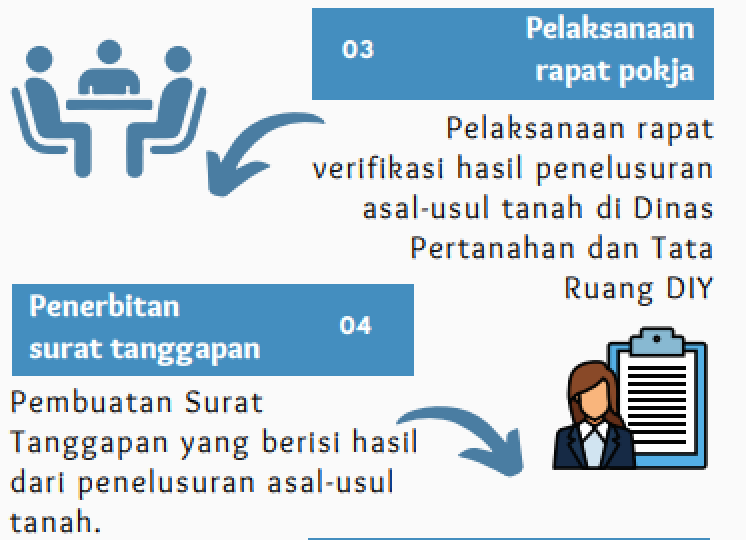 03
Pelaksanaan
rapat pokja
Pelaksanaan rapat
verifikasi hasil penelusuran
asal-usul tanah di Dinas
Pertanahan dan Tata
Ruang DIY
Penerbitan
surat tanggapan
04
Pembuatan Surat
Tanggapan yang berisi hasil
dari penelusuran asal-usul
tanah.